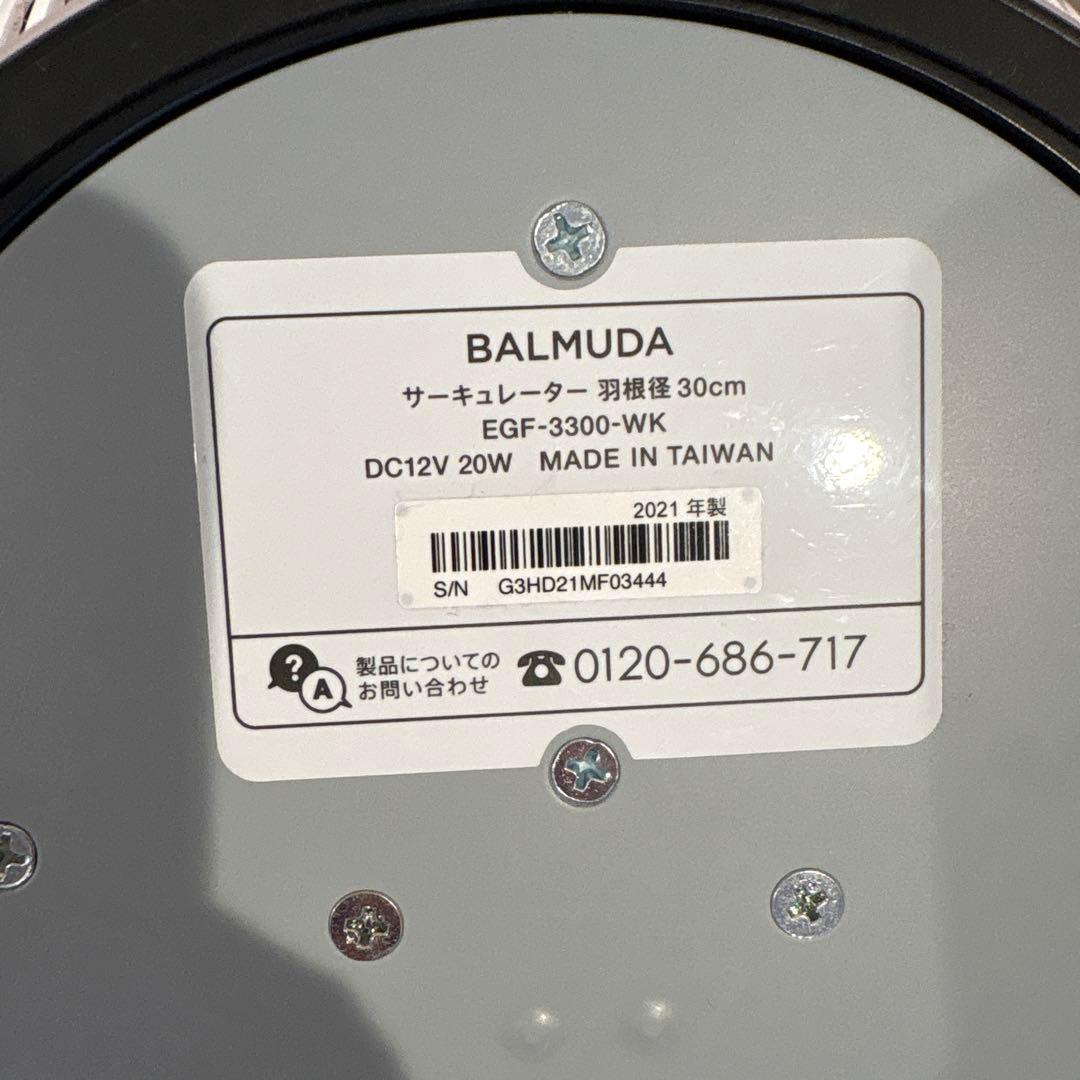 BALMUDA
サーキュレーター 羽根径 30cm
EGF-3300-WK
DC12V 20W MADE IN TAIWAN
2021 年製
S/N G3HD21MF03444
? A
製品についての
お問い合わせ
0120-686-717